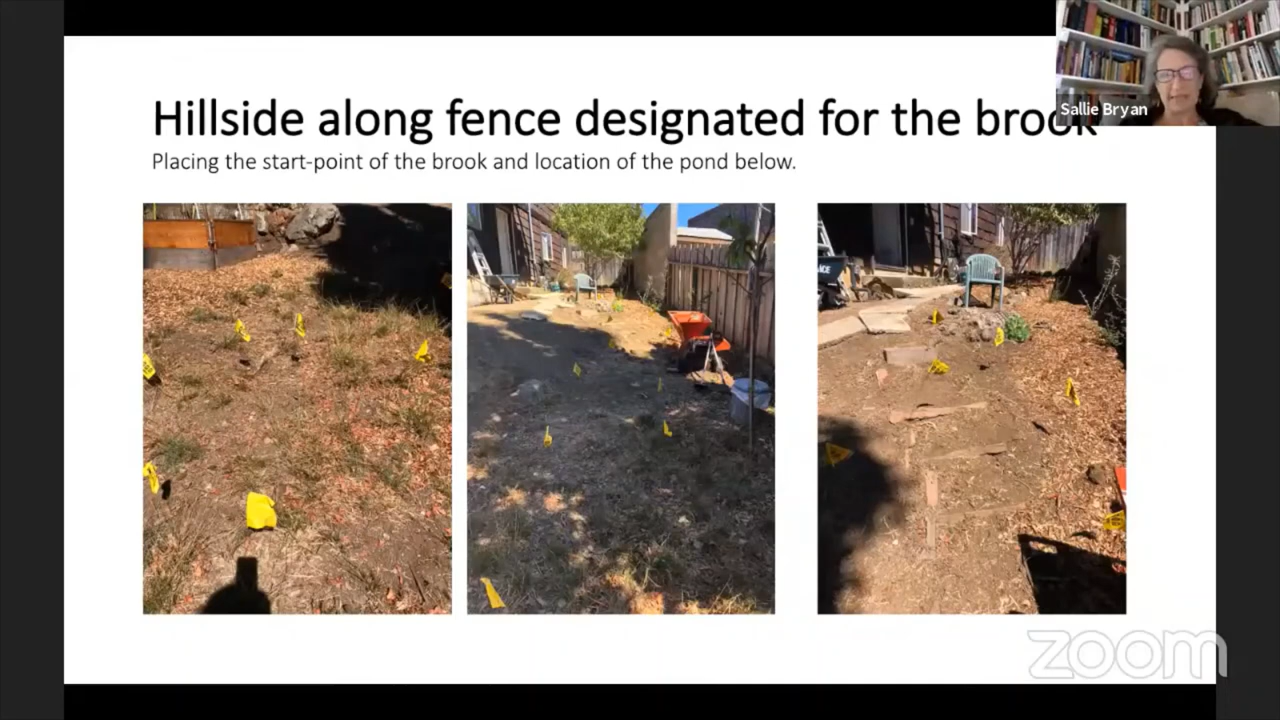 Hillside along fence designated for the brook
Sallie Bryan
Placing the start-point of the brook and location of the pond below.
zoom